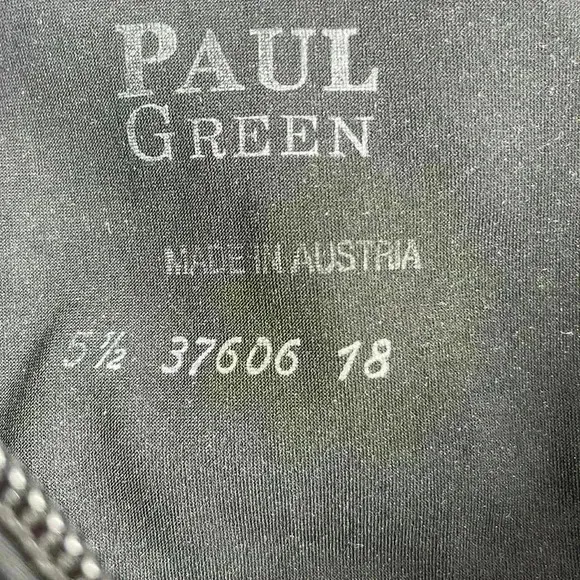 PAUL
GREEN
MADE IN AUSTRIA
5½ 37606 18